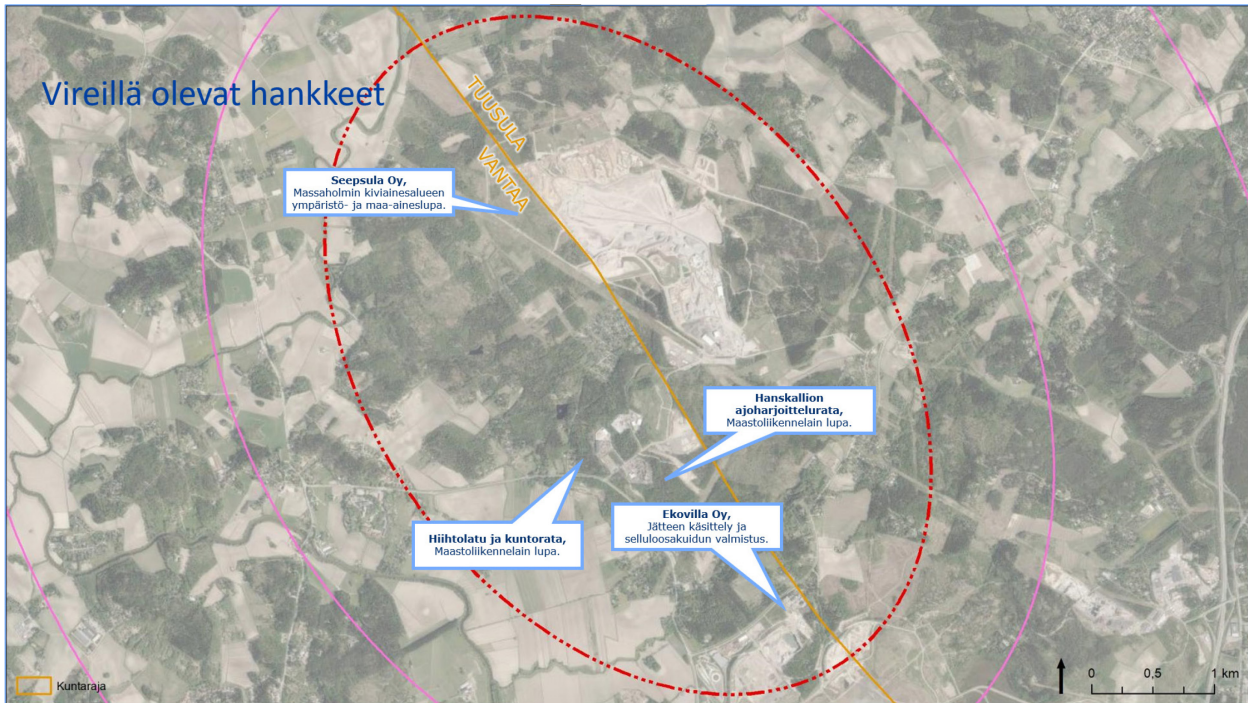 Vireillä olevat hankkeet
TUUSULA
VANTAA
Seepsula Oy,
Massaholmin kiviainesalueen
ympäristö- ja maa-aineslupa.
Hanskallion
ajoharjoittelurata,
Maastoliikennelain lupa.
Hiihtolatu ja kuntorata,
Maastoliikennelain lupa.
Ekovilla Oy,
Jätteen käsittely ja
selluloosakuidun valmistus.
Kuntaraja
0 0,5 1 km